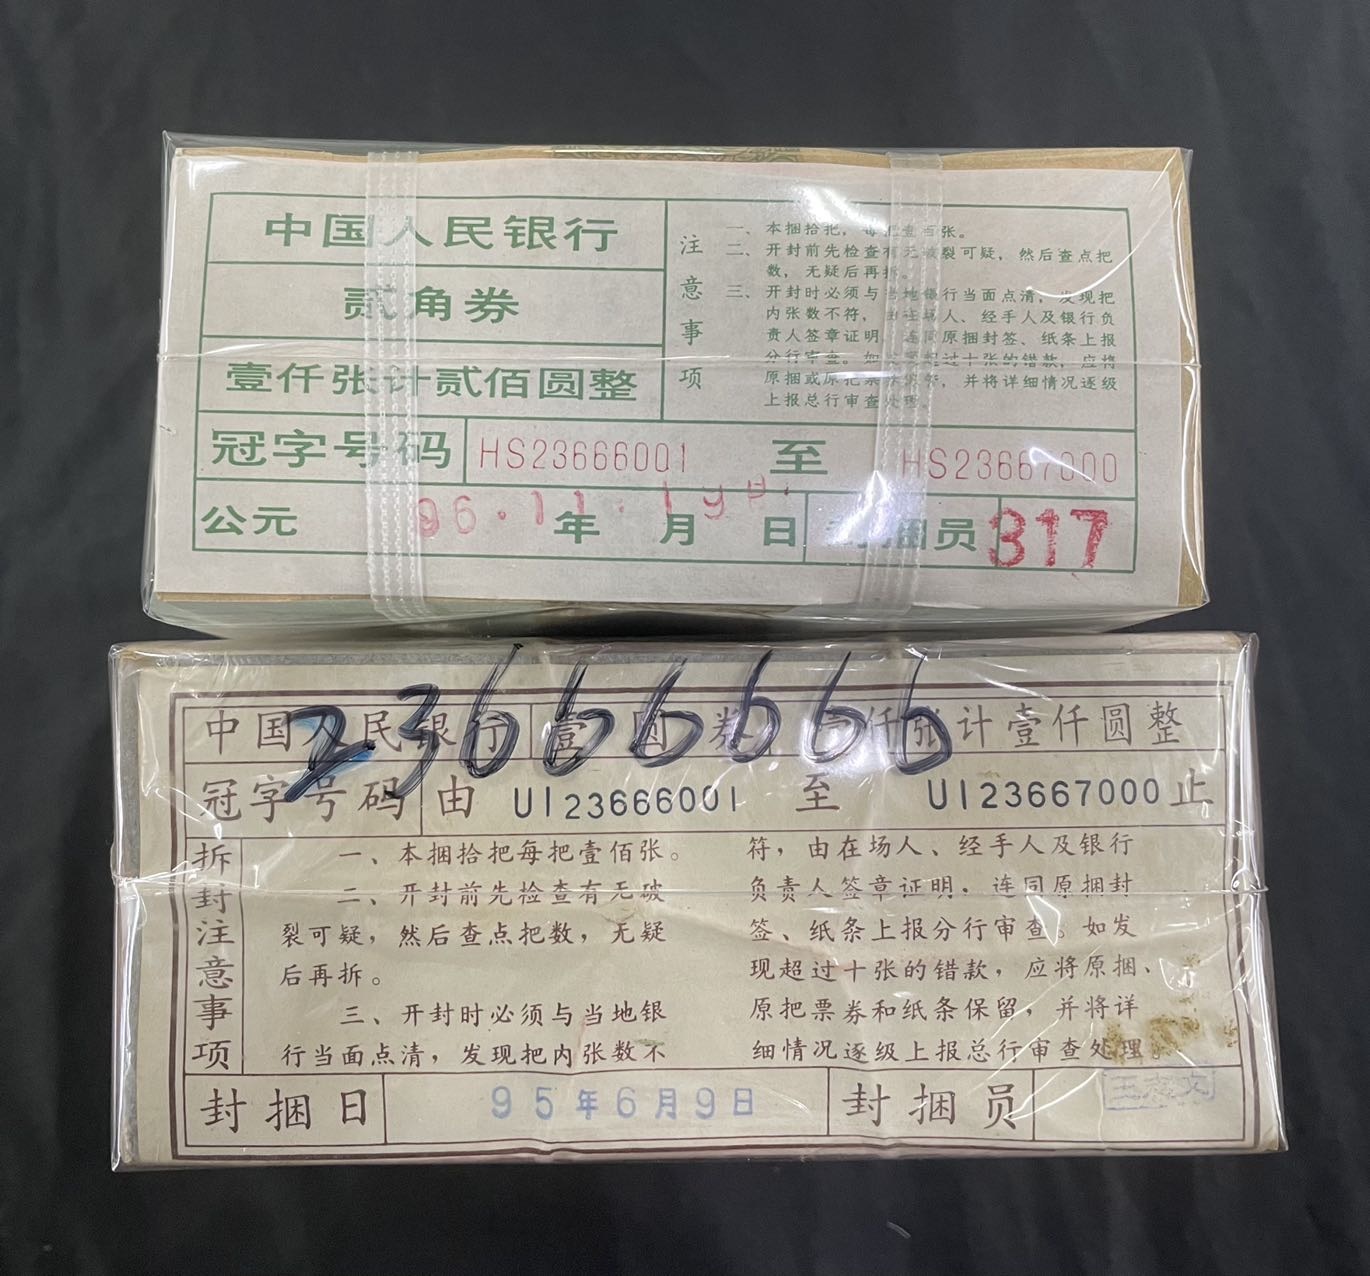 中国人民银行
贰角券
壹仟张计贰佰圆整
注意事项
一、本捆拾把,每把壹百张。
二、开封前先检查有无破裂可疑,然后查点把
数,无疑后再拆。
三、开封时必须与当地银行当面点清,发现把
内张数不符,由在场人、经手人及银行负
责人签章证明,连同原捆封签、纸条上报
分行审查。如发现超过十张的错款,应将
原捆或原把票券保留,并将详细情况逐级
上报总行审查处理。
冠字号码 HS23666001 至 HS23667000
公元 96.11.19 年 月 日 封捆员 317
23666666
中国人民银行 壹圆券 壹仟张计壹仟圆整
冠字号码 由 UI23666001 至 UI23667000 止
拆封注意事项
一、本捆拾把每把壹佰张。
二、开封前先检查有无破
裂可疑,然后查点把数,无疑
后再拆。
三、开封时必须与当地银
行当面点清,发现把内张数不
符,由在场人、经手人及银行
负责人签章证明,连同原捆封
签、纸条上报分行审查。如发
现超过十张的错款,应将原捆、
原把票券和纸条保留,并将详
细情况逐级上报总行审查处理。
封捆日 95年6月9日 封捆员